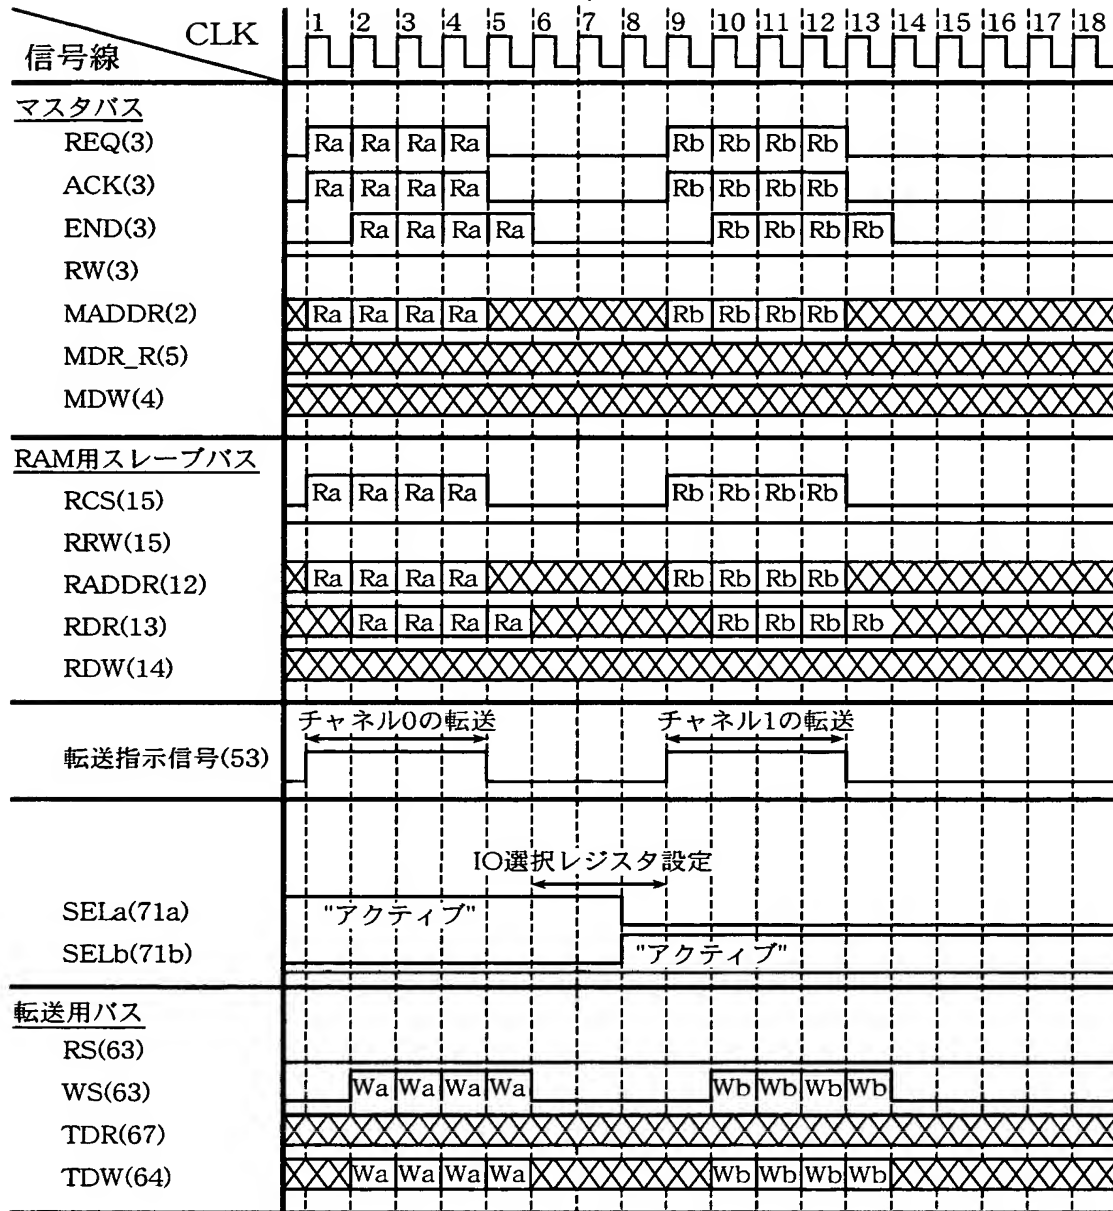 CLK
信号線
1 2 3 4 5 6 7 8 9 10 11 12 13 14 15 16 17 18
マスタバス
REQ(3) Ra Ra Ra Ra Rb Rb Rb Rb
ACK(3) Ra Ra Ra Ra Rb Rb Rb Rb
END(3) Ra Ra Ra Ra Rb Rb Rb Rb
RW(3)
MADDR(2) Ra Ra Ra Ra Rb Rb Rb Rb
MDR_R(5)
MDW(4)
RAM用スレーブバス
RCS(15) Ra Ra Ra Ra Rb Rb Rb Rb
RRW(15)
RADDR(12) Ra Ra Ra Ra Rb Rb Rb Rb
RDR(13) Ra Ra Ra Ra Rb Rb Rb Rb
RDW(14)
チャネル0の転送 チャネル1の転送
転送指示信号(53)
IO選択レジスタ設定
SELa(71a) "アクティブ"
SELb(71b) "アクティブ"
転送用バス
RS(63)
WS(63) Wa Wa Wa Wa Wb Wb Wb Wb
TDR(67)
TDW(64) Wa Wa Wa Wa Wb Wb Wb Wb